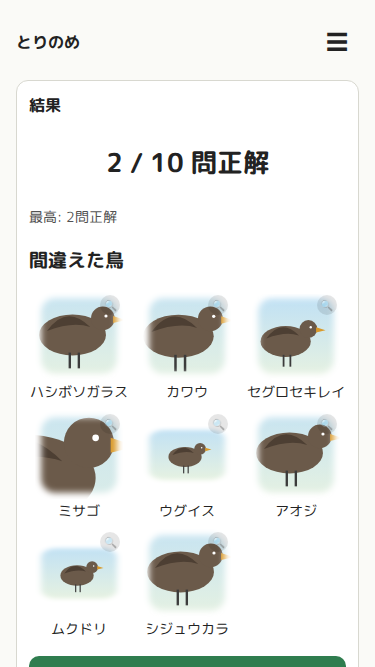 とりのめ
結果
2 / 10 問正解
最高: 2問正解
間違えた鳥
ハシボソガラス
カワウ
セグロセキレイ
ミサゴ
ウグイス
アオジ
ムクドリ
シジュウカラ